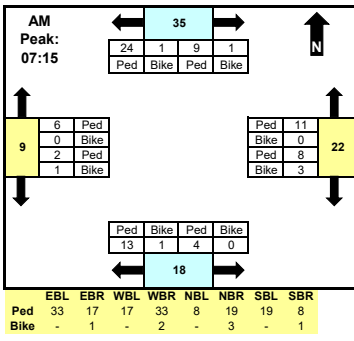 AM
Peak:
07:15
35
N
24 1 9 1
Ped Bike Ped Bike
9
6 Ped
0 Bike
2 Ped
1 Bike
Ped 11
Bike 0
Ped 8
Bike 3
22
Ped Bike Ped Bike
13 1 4 0
18
EBL EBR WBL WBR NBL NBR SBL SBR
Ped 33 17 17 33 8 19 19 8
Bike - 1 - 2 - 3 - 1